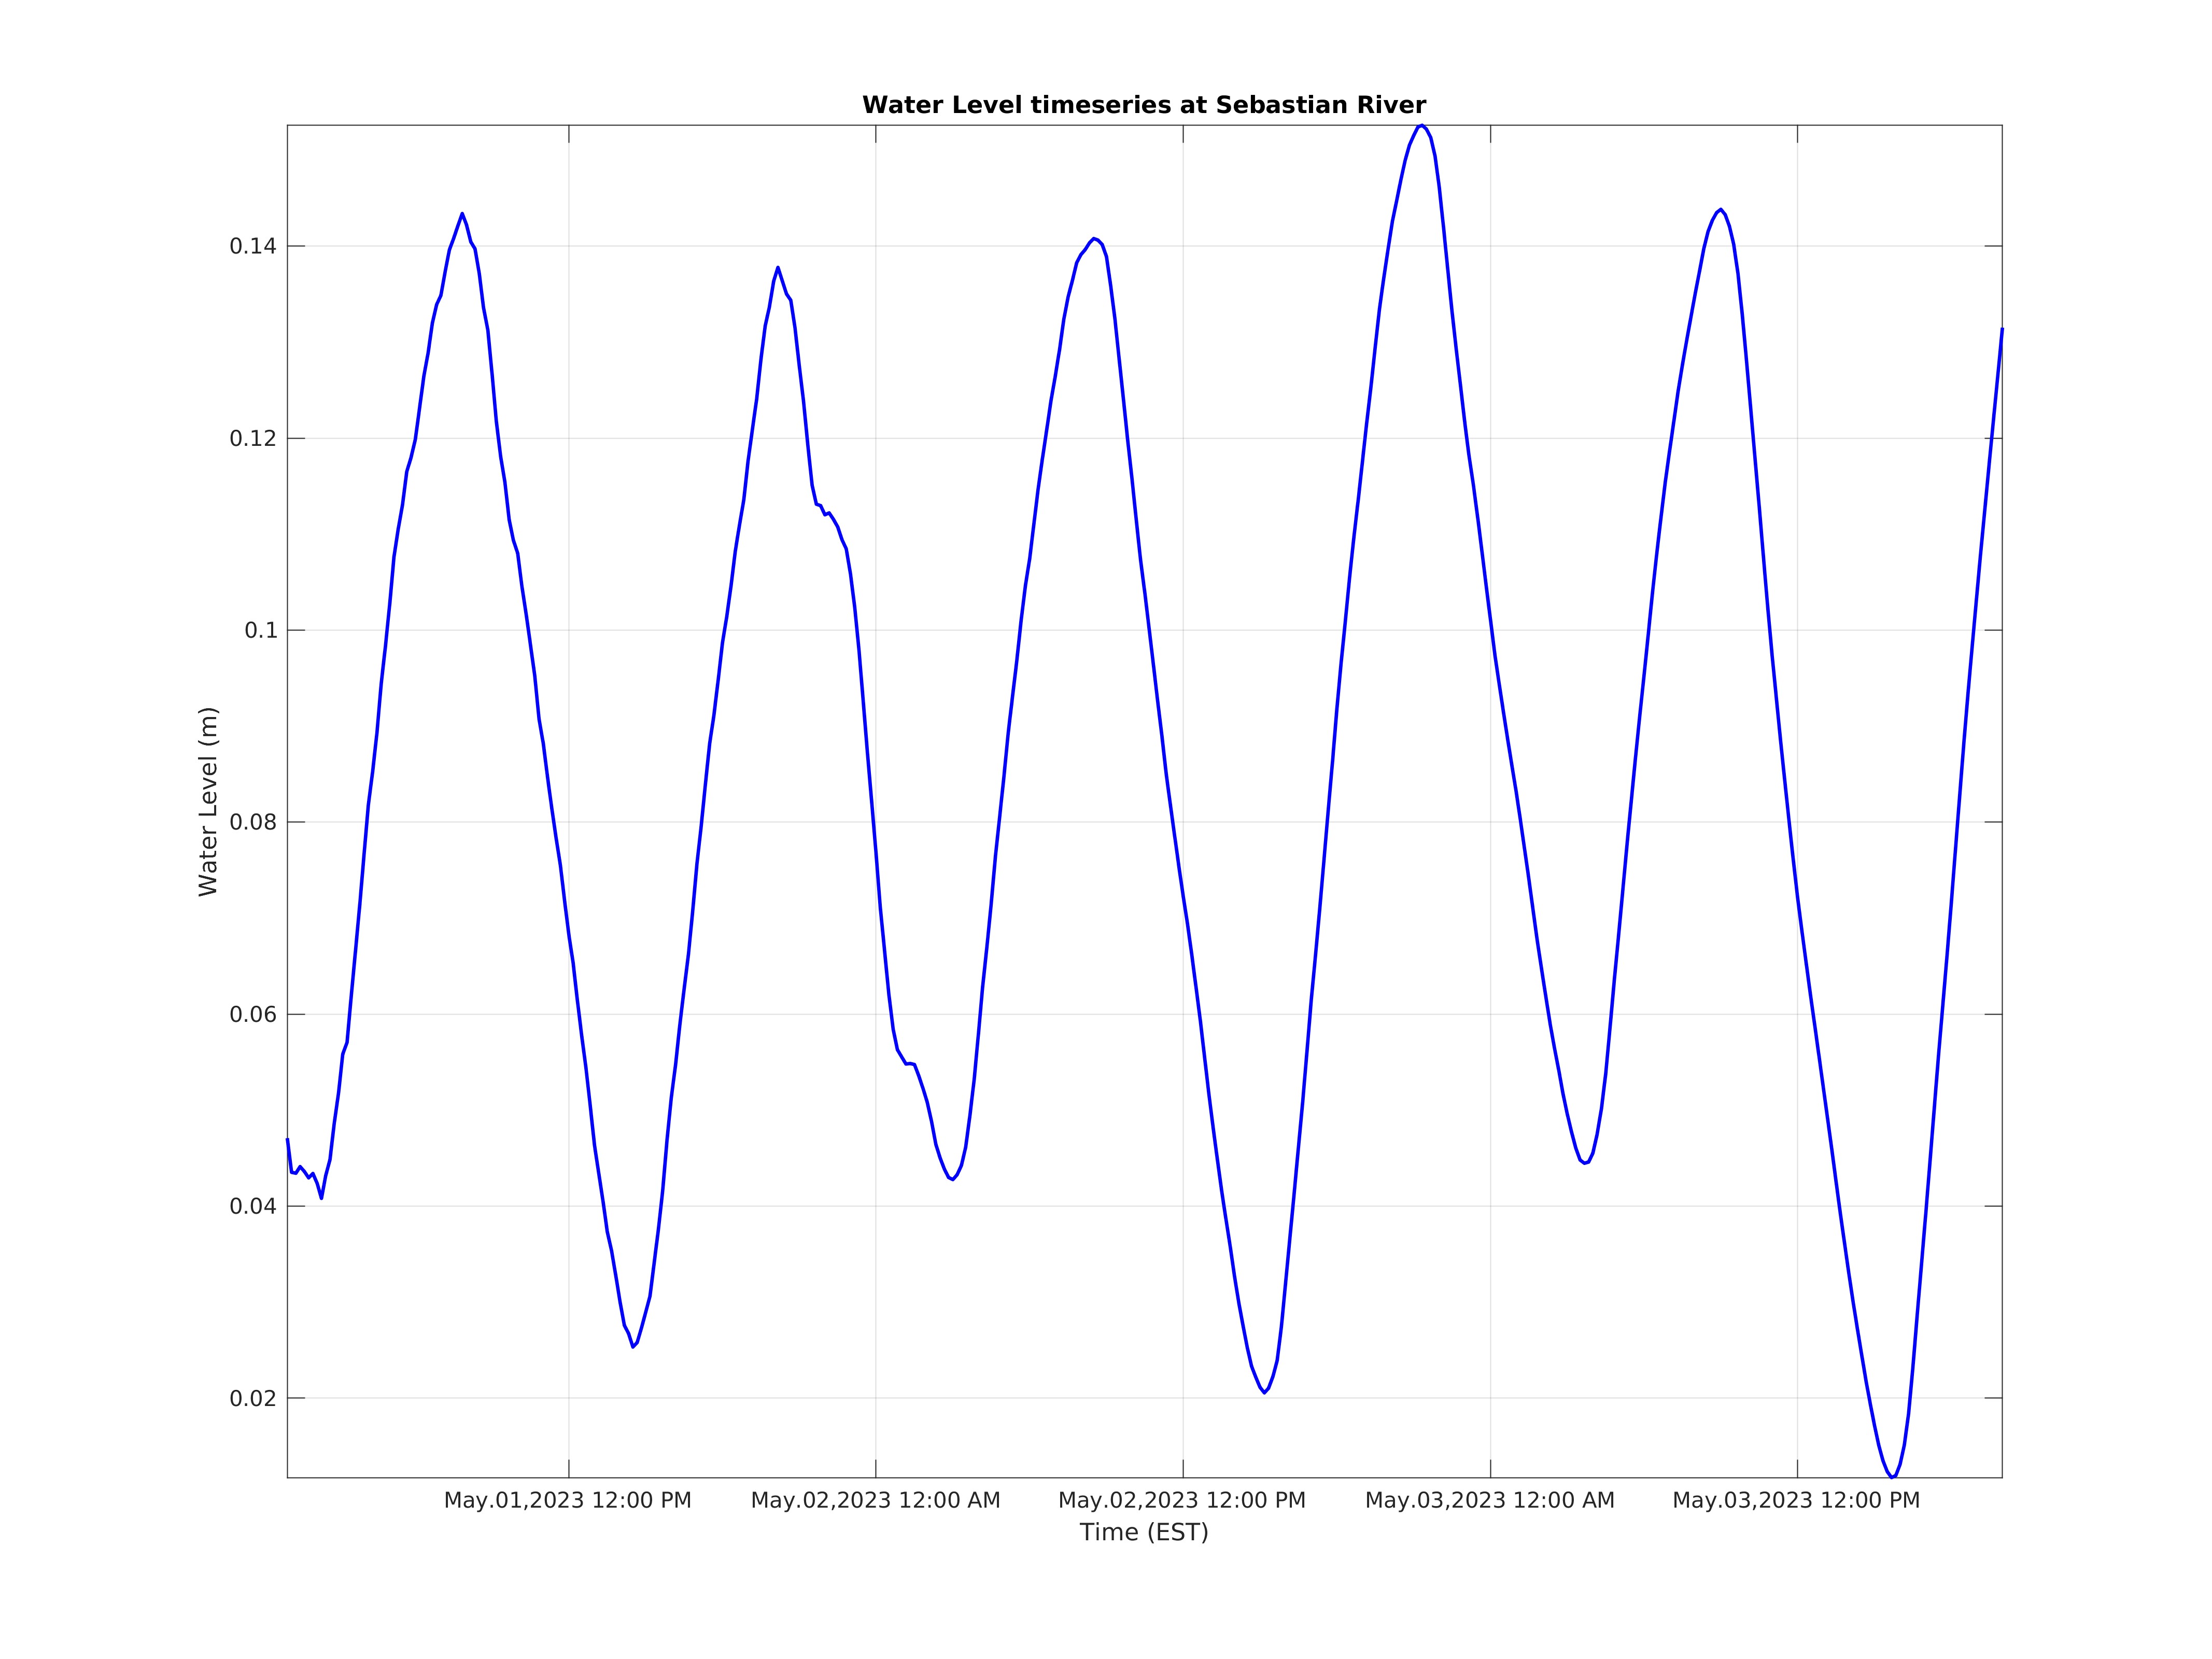 Water Level timeseries at Sebastian River
0.14
0.12
0.1
0.08
0.06
0.04
0.02
Water Level (m)
May.01,2023 12:00 PM
May.02,2023 12:00 AM
May.02,2023 12:00 PM
May.03,2023 12:00 AM
May.03,2023 12:00 PM
Time (EST)